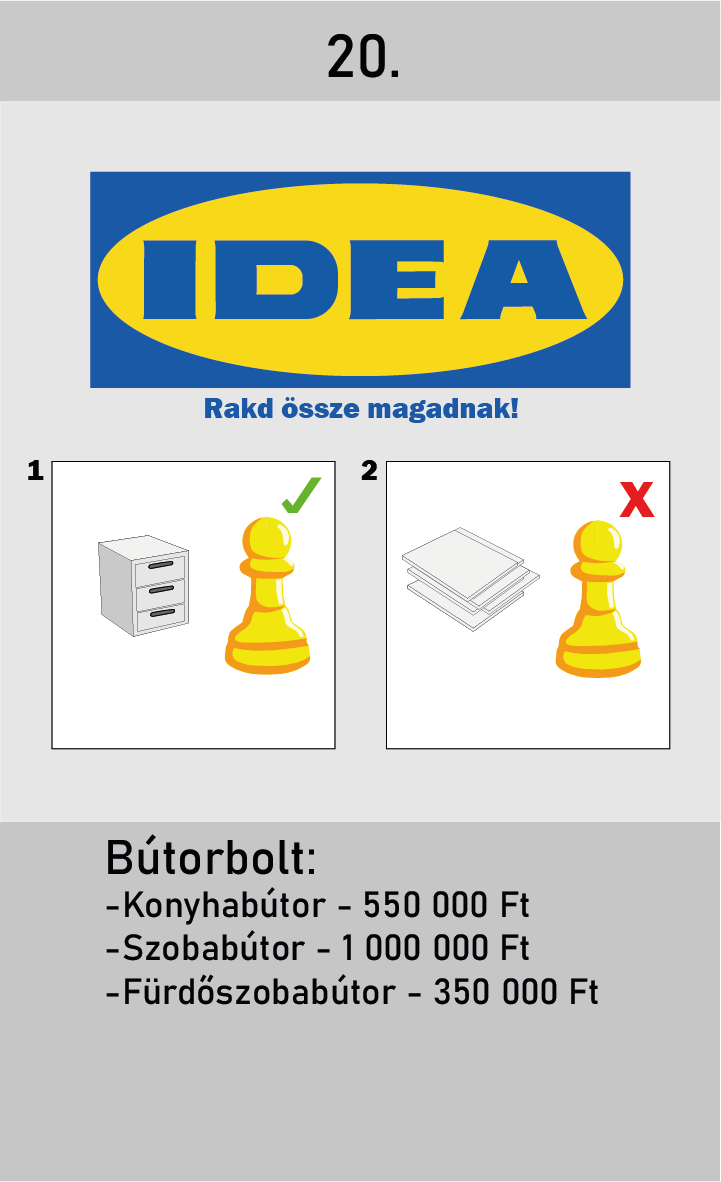 20.
IDEA
Rakd össze magadnak!
1
2
X
Bútorbolt:
-Konyhabútor - 550 000 Ft
-Szobabútor - 1 000 000 Ft
-Fürdőszobabútor - 350 000 Ft